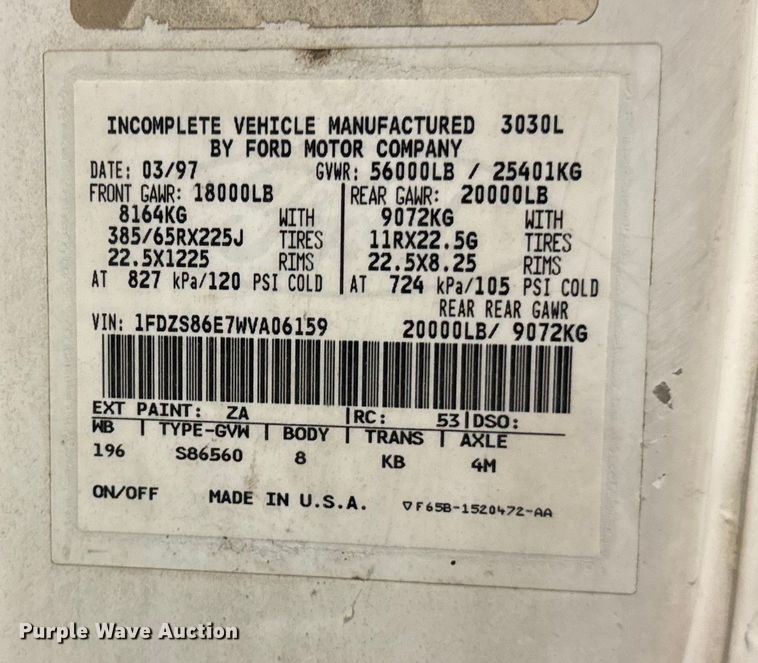 INCOMPLETE VEHICLE MANUFACTURED 3030L
BY FORD MOTOR COMPANY
DATE: 03/97 GVWR: 56000LB / 25401KG
FRONT GAWR: 18000LB REAR GAWR: 20000LB
8164KG WITH 9072KG WITH
385/65RX225J TIRES 11RX22.5G TIRES
22.5X1225 RIMS 22.5X8.25 RIMS
AT 827 kPa/120 PSI COLD AT 724 kPa/105 PSI COLD
REAR REAR GAWR
VIN: 1FDZS86E7WVA06159 20000LB/ 9072KG
EXT PAINT: ZA RC: 53 DSO:
WB TYPE-GVW BODY TRANS AXLE
196 S86560 8 KB 4M
ON/OFF MADE IN U.S.A. F65B-1520472-AA
Purple Wave Auction